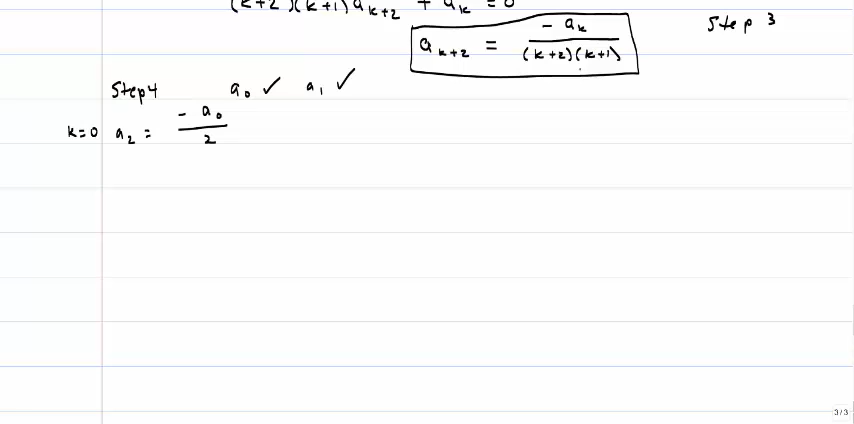 (k+2)(k+1)a_{k+2} + a_k = 0
a_{k+2} = -a_k / (k+2)(k+1) Step 3
Step 4 a_0 ✓ a_1 ✓
k=0 a_2 = -a_0 / 2
3/3